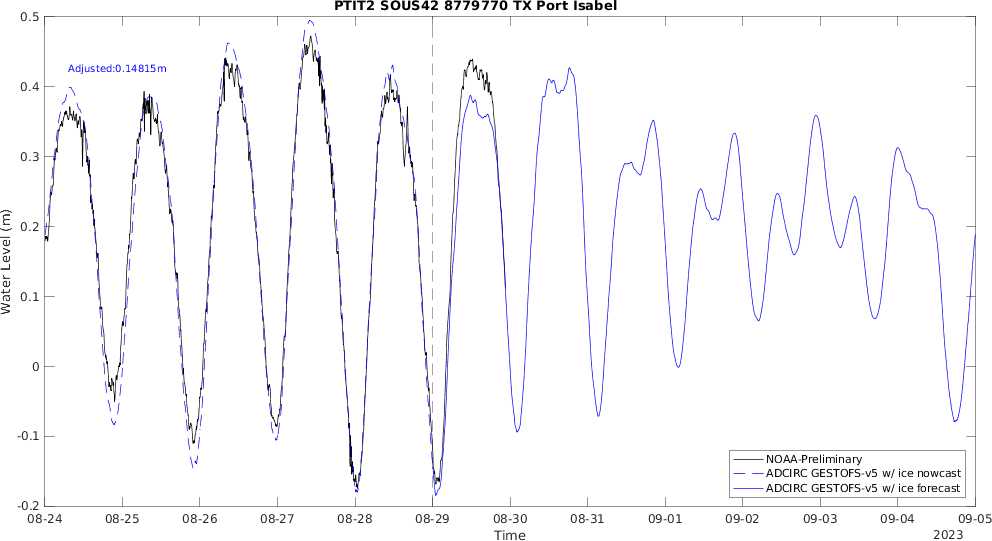 PTIT2 SOUS42 8779770 TX Port Isabel
Adjusted:0.14815m
Water Level (m)
0.5
0.4
0.3
0.2
0.1
0
-0.1
-0.2
NOAA-Preliminary
ADCIRC GESTOFS-v5 w/ ice nowcast
ADCIRC GESTOFS-v5 w/ ice forecast
08-24 08-25 08-26 08-27 08-28 08-29 08-30 08-31 09-01 09-02 09-03 09-04 09-05
Time
2023